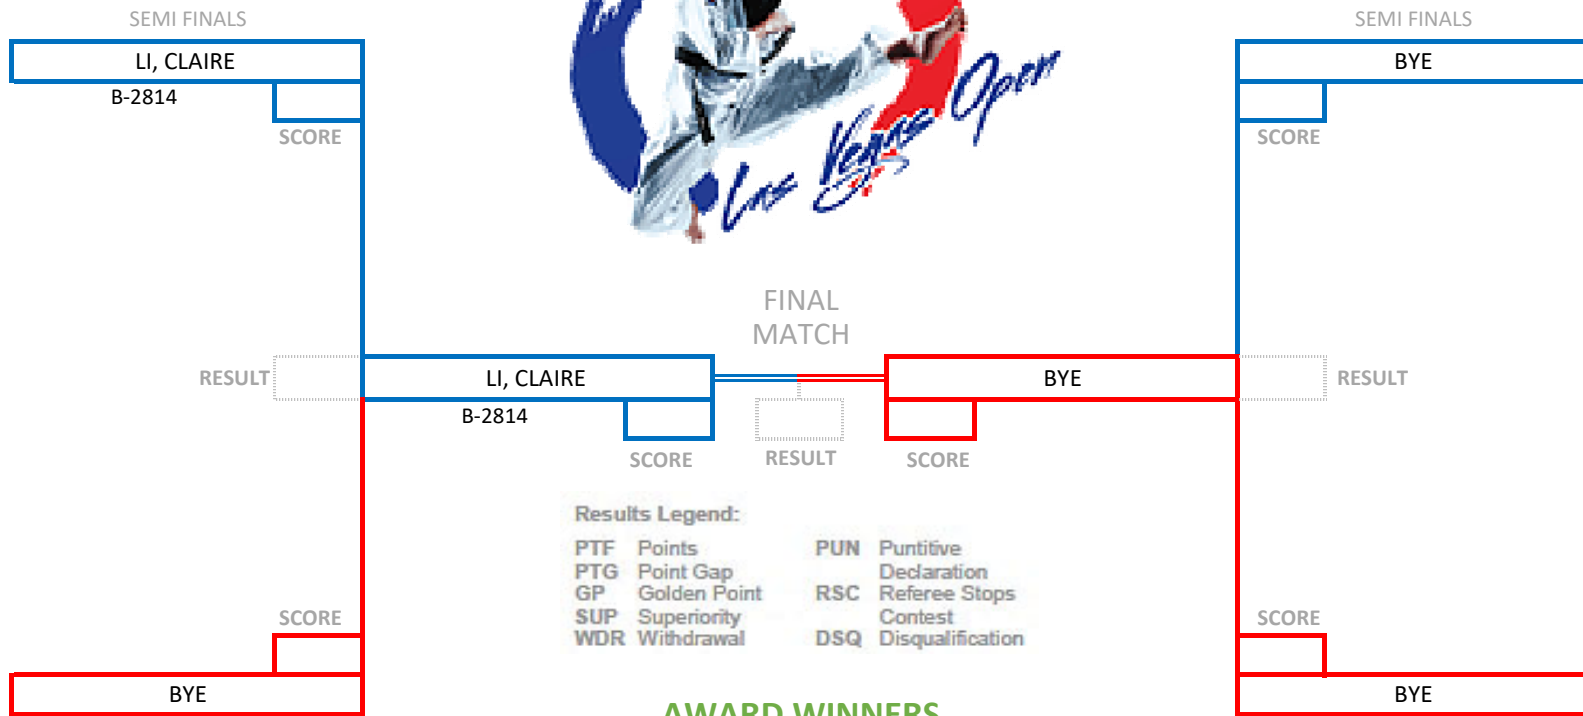 SEMI FINALS
SEMI FINALS
LI, CLAIRE
BYE
B-2814
SCORE
SCORE
Las Vegas Open
FINAL
MATCH
RESULT
LI, CLAIRE
BYE
RESULT
B-2814
SCORE
RESULT
SCORE
Results Legend:
PTF Points
PTG Point Gap
GP Golden Point
SUP Superiority
WDR Withdrawal
PUN Puntitive
Declaration
RSC Referee Stops
Contest
DSQ Disqualification
SCORE
SCORE
BYE
BYE
AWARD WINNERS